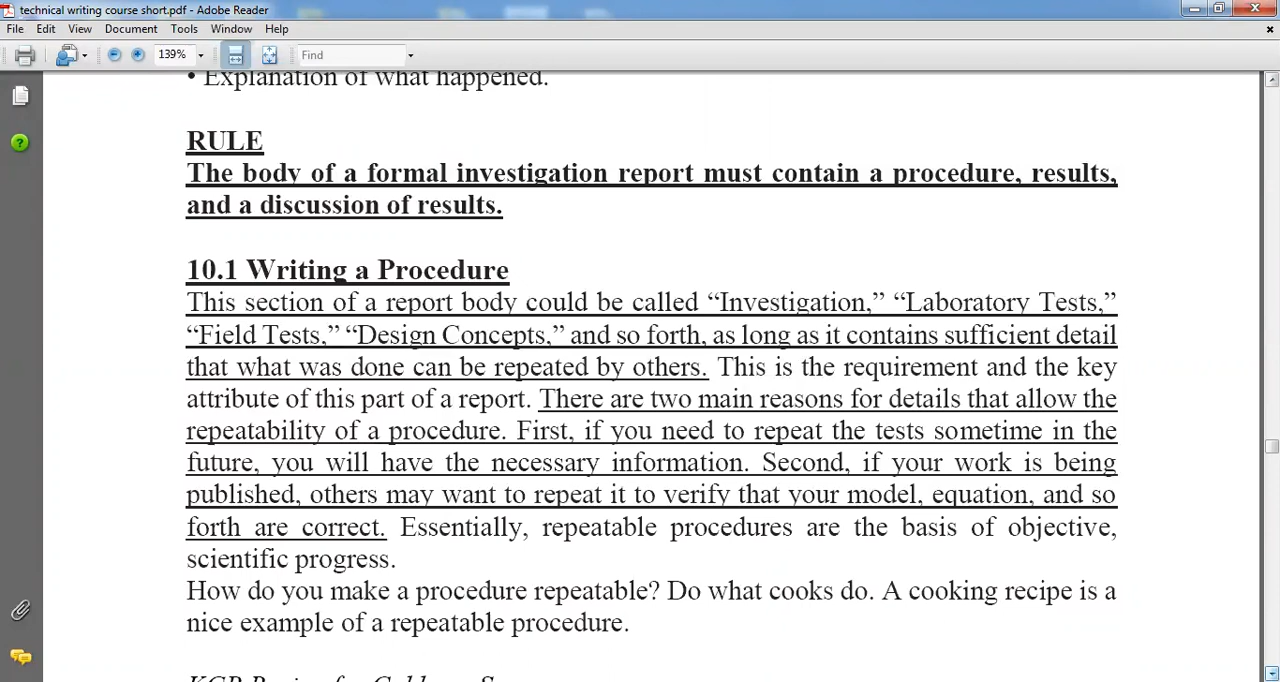 technical writing course short.pdf - Adobe Reader
File Edit View Document Tools Window Help
139% Find
• Explanation of what happened.
RULE
The body of a formal investigation report must contain a procedure, results,
and a discussion of results.
10.1 Writing a Procedure
This section of a report body could be called “Investigation,” “Laboratory Tests,”
“Field Tests,” “Design Concepts,” and so forth, as long as it contains sufficient detail
that what was done can be repeated by others. This is the requirement and the key
attribute of this part of a report. There are two main reasons for details that allow the
repeatability of a procedure. First, if you need to repeat the tests sometime in the
future, you will have the necessary information. Second, if your work is being
published, others may want to repeat it to verify that your model, equation, and so
forth are correct. Essentially, repeatable procedures are the basis of objective,
scientific progress.
How do you make a procedure repeatable? Do what cooks do. A cooking recipe is a
nice example of a repeatable procedure.